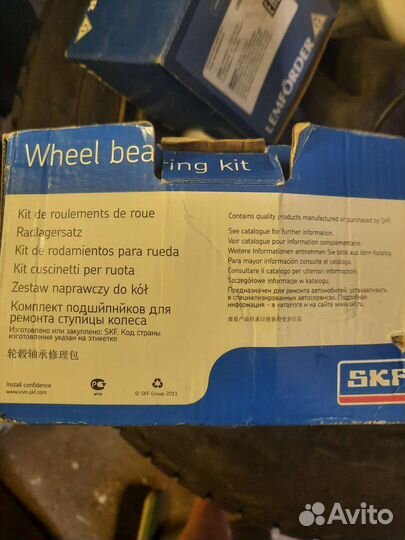 LEMFÖRDER
Wheel bea ing kit
Kit de roulements de roue
Radlagersatz
Kit de rodamientos para rueda
Kit cuscinetti per ruota
Zestaw naprawczy do kół
Комплект подшипников для
ремонта ступицы колеса
Изготовлено или закуплено: SKF. Код страны
изготовления указан на этикетке
轮毂轴承修理包
Contains quality products manufactured or purchased by SKF.
See catalogue for further information.
Voir catalogue pour information complémentaire.
Weitere Informationen entnehmen Sie bitte aus dem Katalog.
Para mayor información consulte el catálogo.
Consultare il catalogo per ulteriori informazioni.
Szczegółowe informacje w katalogu.
Предназначен для ремонта автомобилей, устанавливать
в специализированных автосервисах. Подробная
информация - в каталоге и на сайте www.skf.ru.
Install confidence
www.vsm.skf.com
© SKF Group 2011
SKF
Avito